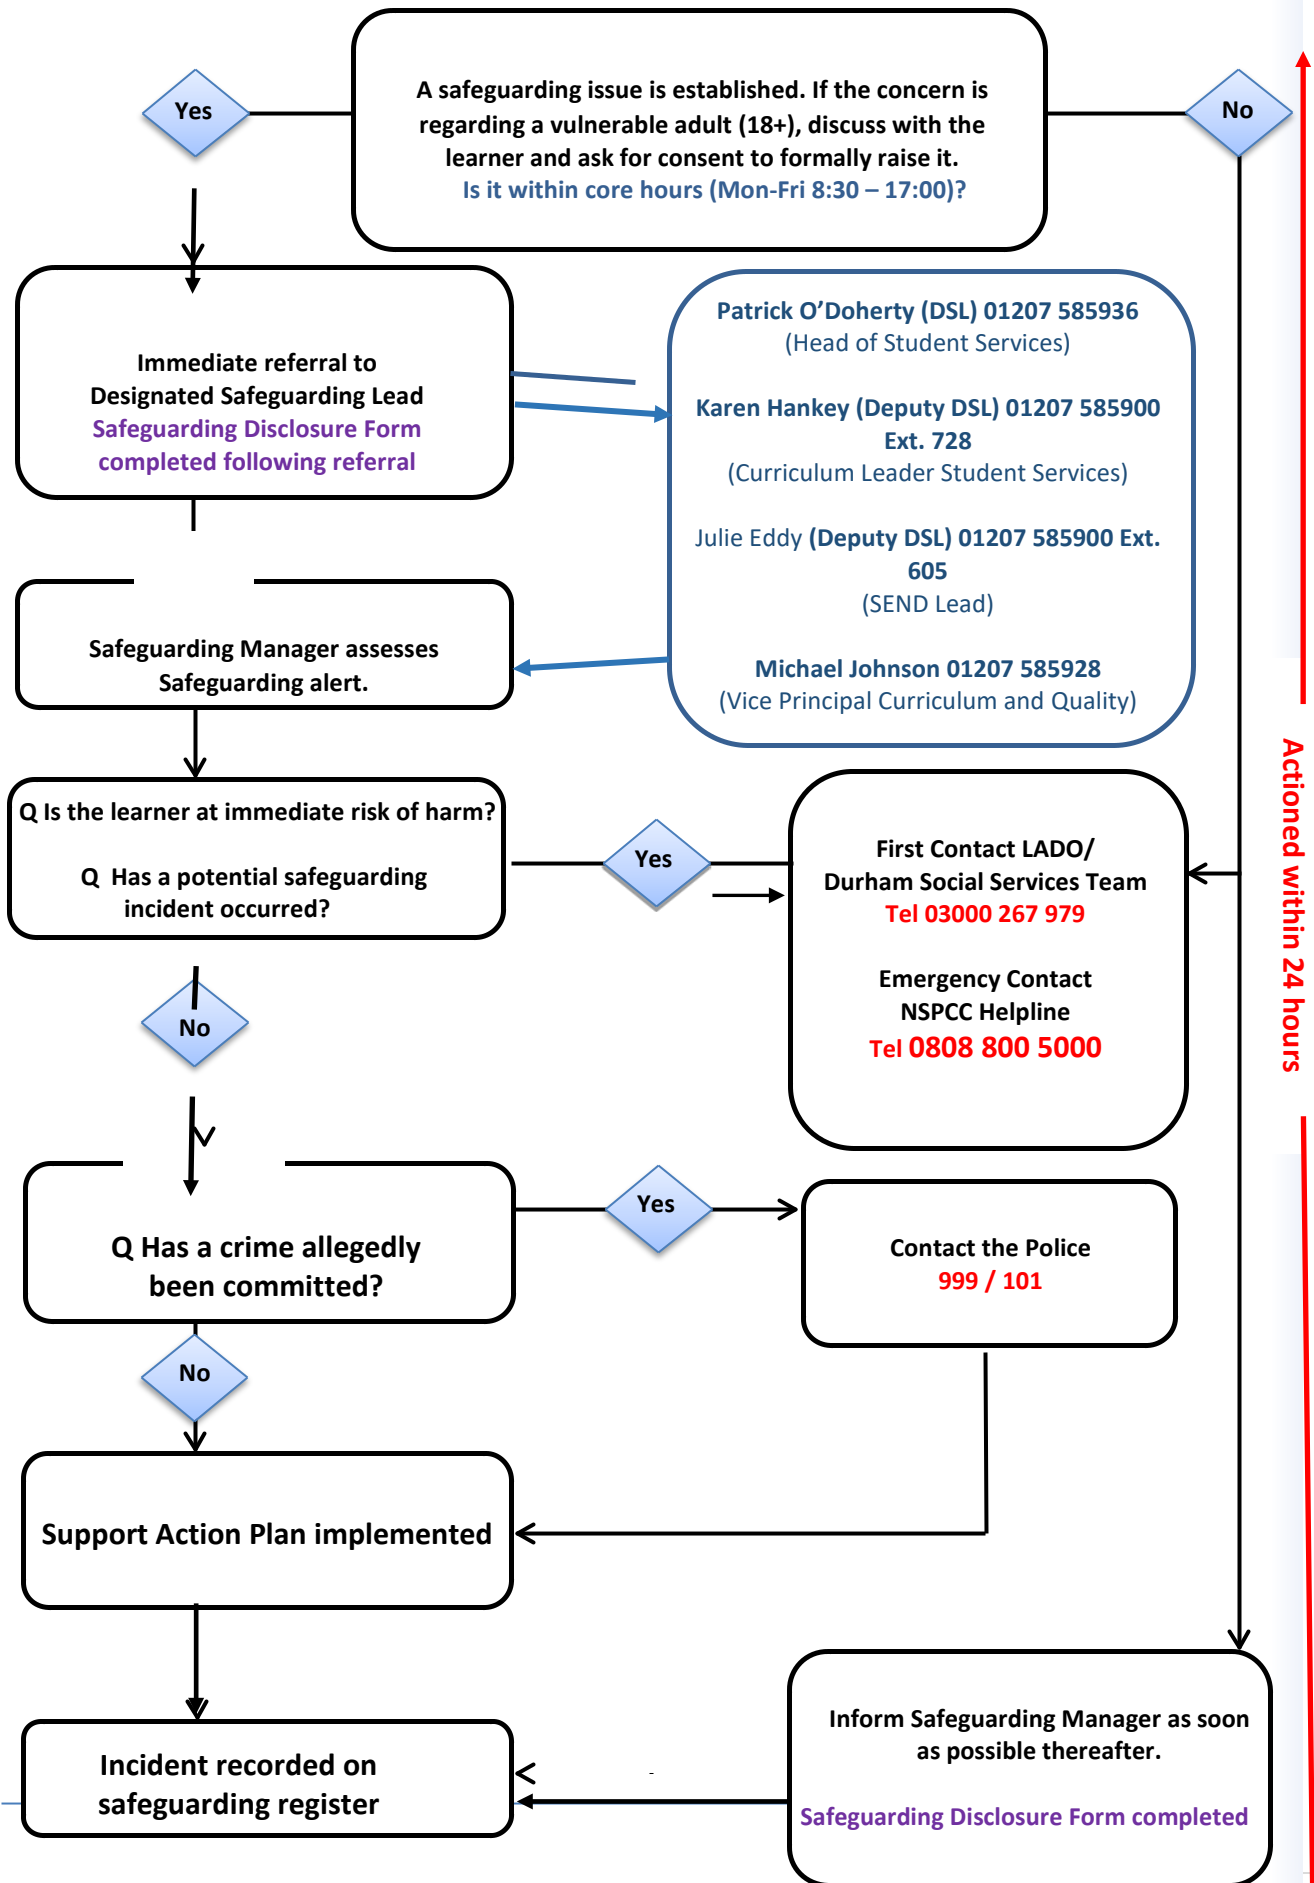 A safeguarding issue is established. If the concern is
regarding a vulnerable adult (18+), discuss with the
learner and ask for consent to formally raise it.
Is it within core hours (Mon-Fri 8:30 – 17:00)?
Yes
No
Immediate referral to
Designated Safeguarding Lead
Safeguarding Disclosure Form
completed following referral
Patrick O’Doherty (DSL) 01207 585936
(Head of Student Services)
Karen Hankey (Deputy DSL) 01207 585900
Ext. 728
(Curriculum Leader Student Services)
Julie Eddy (Deputy DSL) 01207 585900 Ext.
605
(SEND Lead)
Michael Johnson 01207 585928
(Vice Principal Curriculum and Quality)
Safeguarding Manager assesses
Safeguarding alert.
Q Is the learner at immediate risk of harm?
Q Has a potential safeguarding
incident occurred?
Yes
First Contact LADO/
Durham Social Services Team
Tel 03000 267 979
Emergency Contact
NSPCC Helpline
Tel 0808 800 5000
Actioned within 24 hours
No
Q Has a crime allegedly
been committed?
Yes
Contact the Police
999 / 101
No
Support Action Plan implemented
Incident recorded on
safeguarding register
Inform Safeguarding Manager as soon
as possible thereafter.
Safeguarding Disclosure Form completed